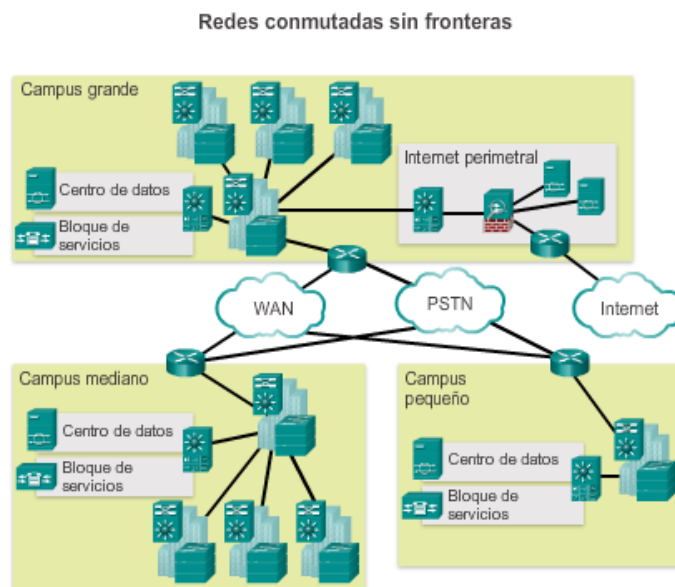 Redes conmutadas sin fronteras
Campus grande
Centro de datos
Bloque de
servicios
Internet perimetral
WAN
PSTN
Internet
Campus mediano
Centro de datos
Bloque de
servicios
Campus
pequeño
Centro de datos
Bloque de
servicios